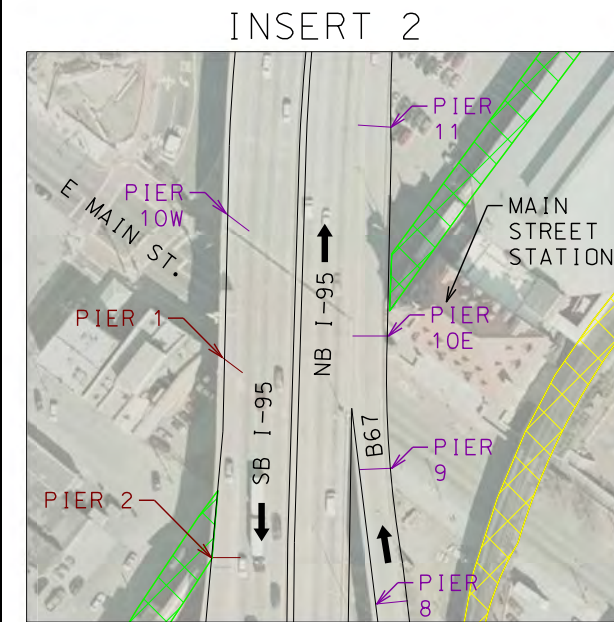 INSERT 2
PIER
11
PIER
10W
E MAIN ST.
MAIN
STREET
STATION
PIER 1
NB I-95
PIER
10E
SB I-95
B67
PIER
9
PIER 2
PIER
8